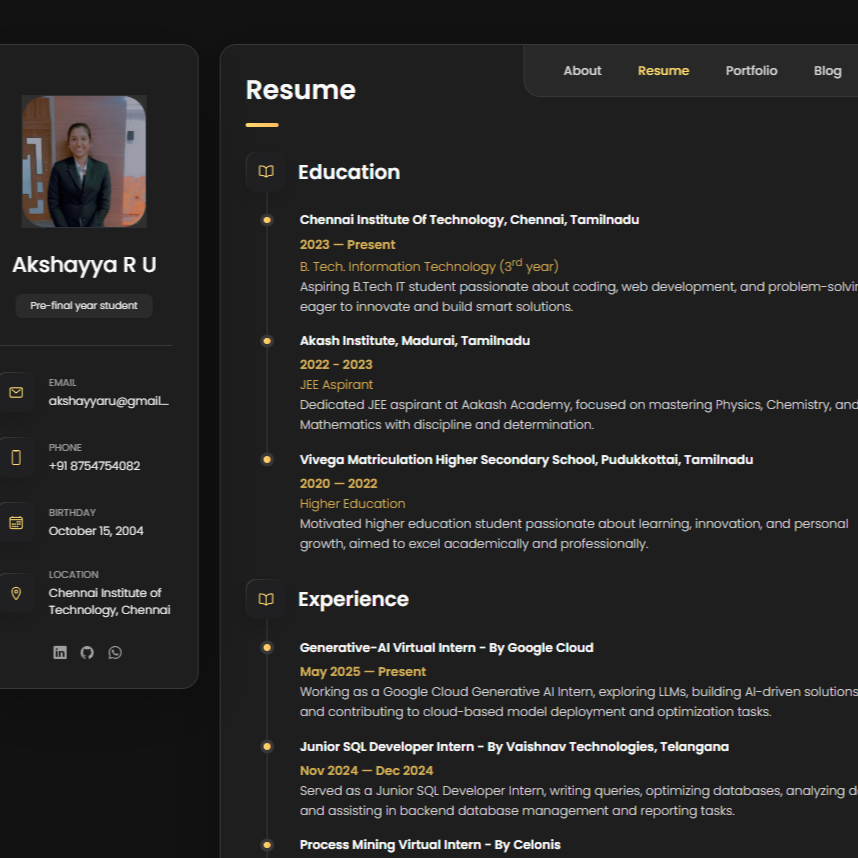 Akshayya R U
Pre-final year student
EMAIL
akshayyaru@gmail...
PHONE
+91 8754754082
BIRTHDAY
October 15, 2004
LOCATION
Chennai Institute of
Technology, Chennai
About Resume Portfolio Blog
Resume
Education
Chennai Institute Of Technology, Chennai, Tamilnadu
2023 — Present
B. Tech. Information Technology (3rd year)
Aspiring B.Tech IT student passionate about coding, web development, and
eager to innovate and build smart solutions.
Akash Institute, Madurai, Tamilnadu
2022 - 2023
JEE Aspirant
Dedicated JEE aspirant at Aakash Academy, focused on mastering Physics, Chemistry, and
Mathematics with discipline and determination.
Vivega Matriculation Higher Secondary School, Pudukkottai, Tamilnadu
2020 — 2022
Higher Education
Motivated higher education student passionate about learning, innovation, and personal
growth, aimed to excel academically and professionally.
Experience
Generative-AI Virtual Intern - By Google Cloud
May 2025 — Present
Working as a Google Cloud Generative AI Intern, exploring LLMs, building AI-driven solutions
and contributing to cloud-based model deployment and optimization tasks.
Junior SQL Developer Intern - By Vaishnav Technologies, Telangana
Nov 2024 — Dec 2024
Served as a Junior SQL Developer Intern, writing queries, optimizing databases, analyzing
and assisting in backend database management and reporting tasks.
Process Mining Virtual Intern - By Celonis